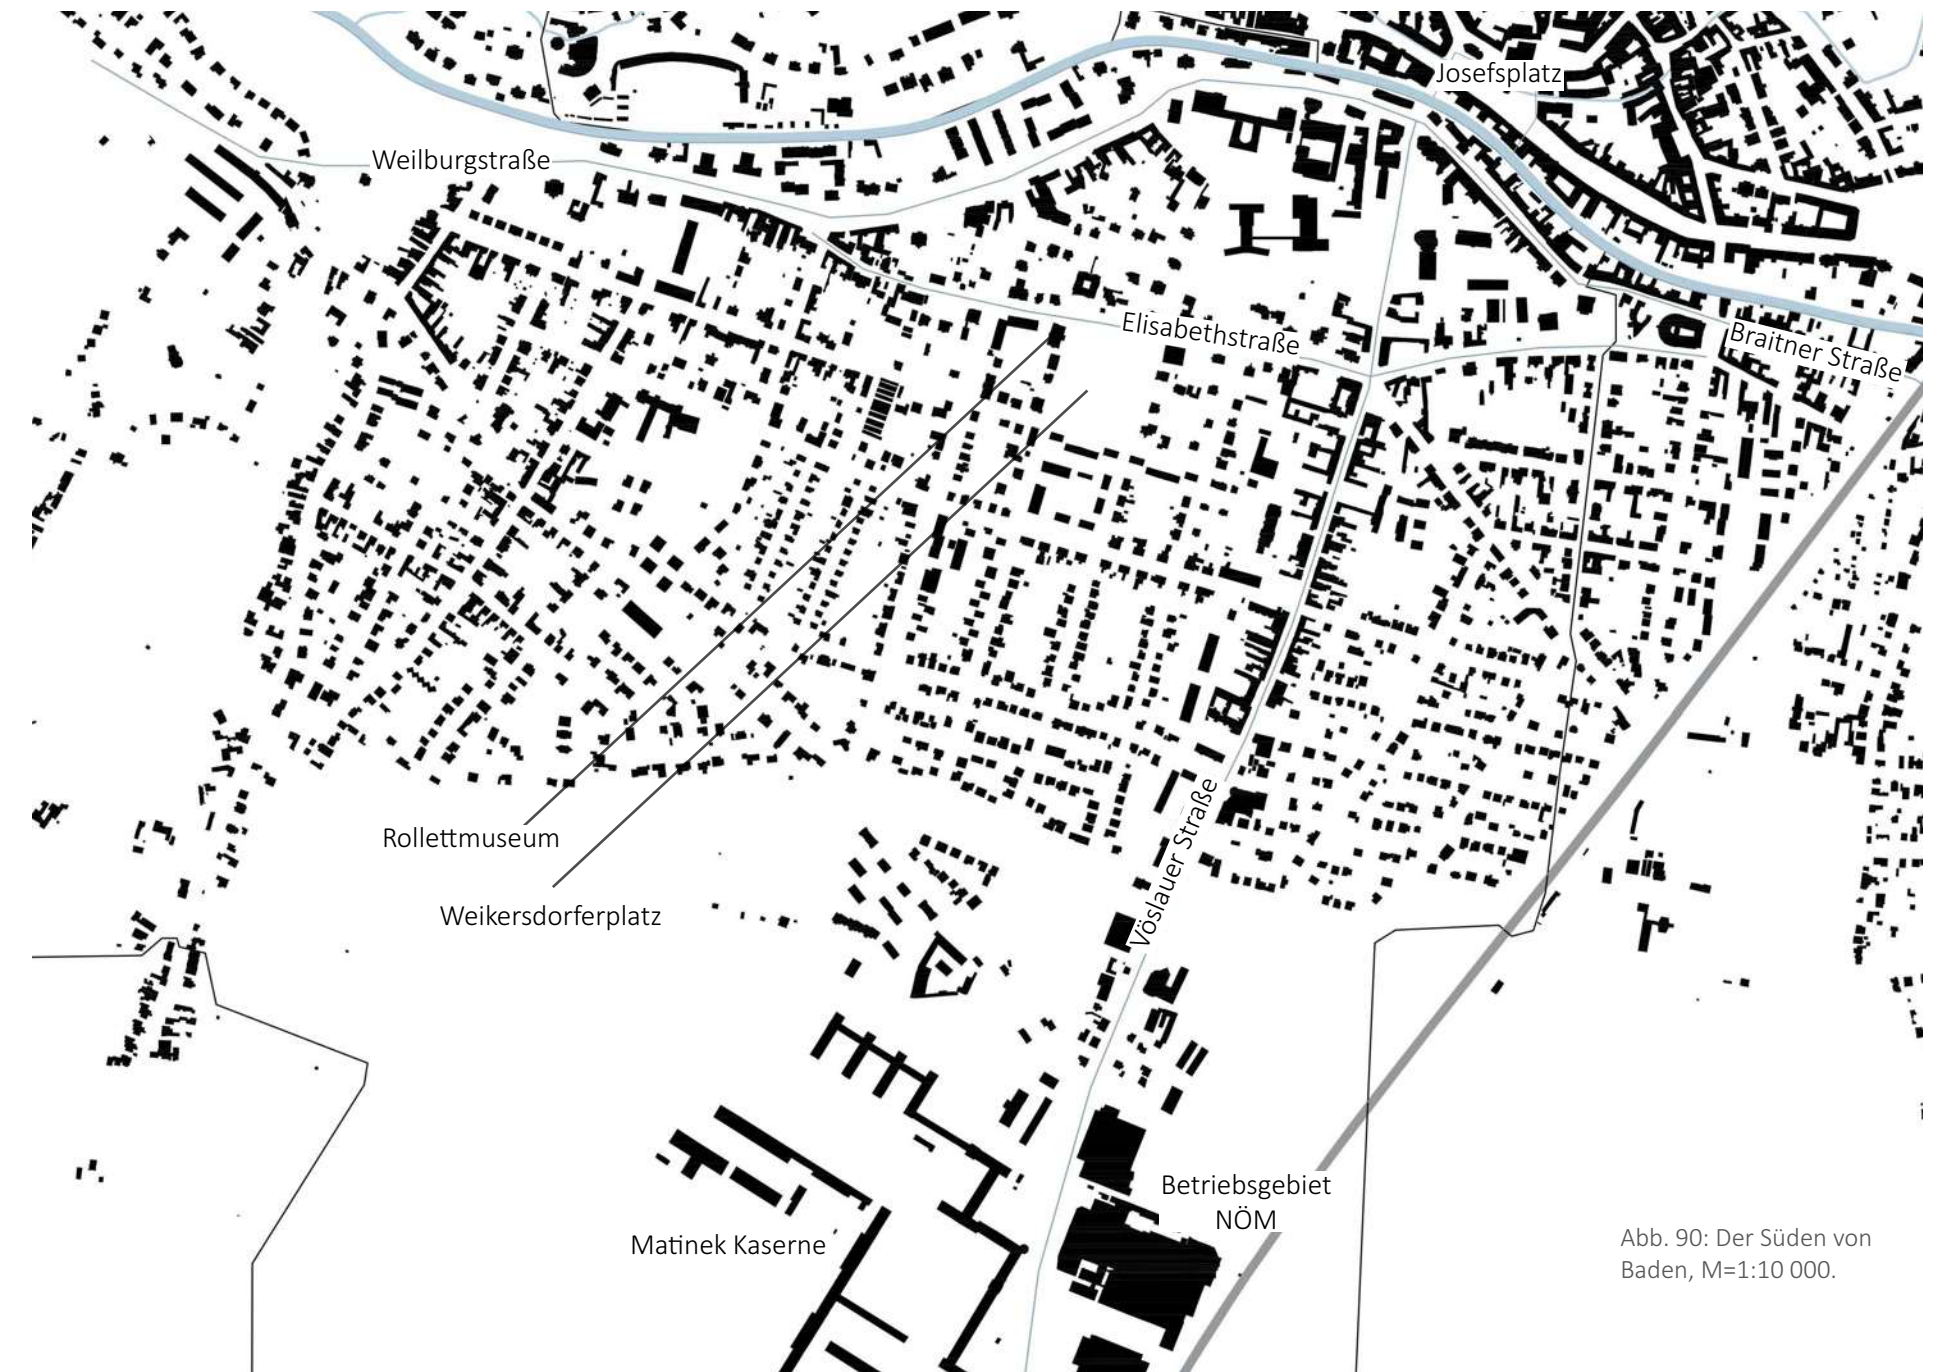 Josefsplatz
Weilburgstraße
Elisabethstraße
Braitner Straße
Rollettmuseum
Vöslauer Straße
Weikersdorferplatz
Betriebsgebiet
NÖM
Matinek Kaserne
Abb. 90: Der Süden von
Baden, M=1:10 000.